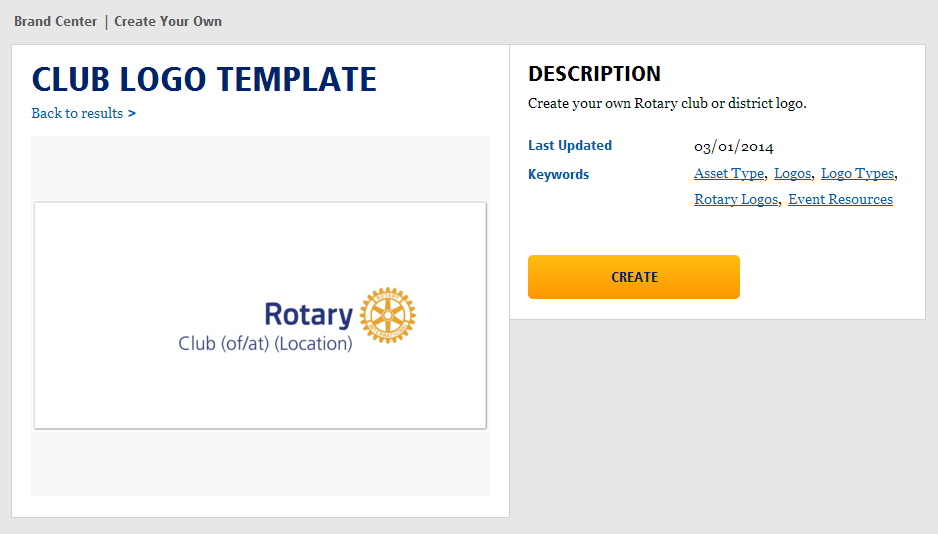 Brand Center | Create Your Own
CLUB LOGO TEMPLATE
Back to results >
Rotary
Club (of/at) (Location)
ROTARY
INTERNATIONAL
DESCRIPTION
Create your own Rotary club or district logo.
Last Updated 03/01/2014
Keywords Asset Type, Logos, Logo Types,
Rotary Logos, Event Resources
CREATE